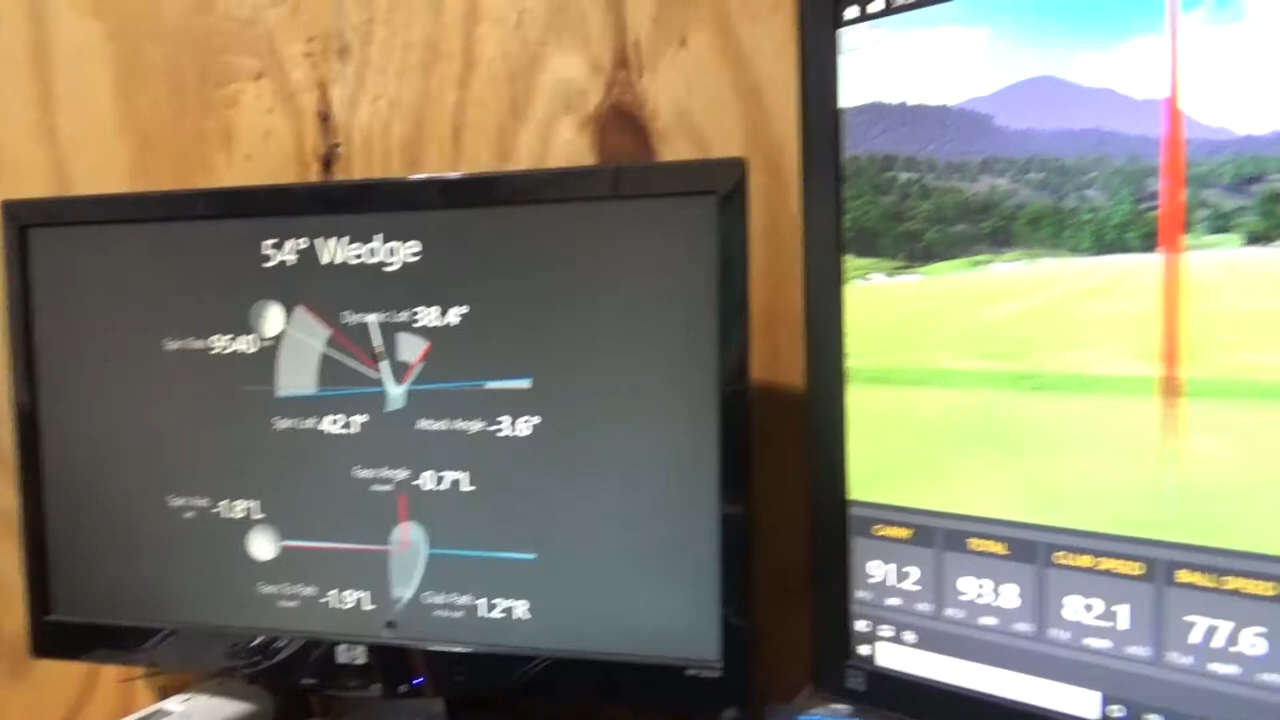 54° Wedge
Dynamic Loft 38.4°
Spin Rate 9540
Spin Loft 42.1°
Attack Angle -3.6°
Face Angle -0.7°L
Spin Axis -1.8°L
Face To Path -1.9°L
Club Path 1.2°R
hp
CARRY TOTAL CLUB SPEED BALL SPEED
91.2 93.8 82.1 77.6